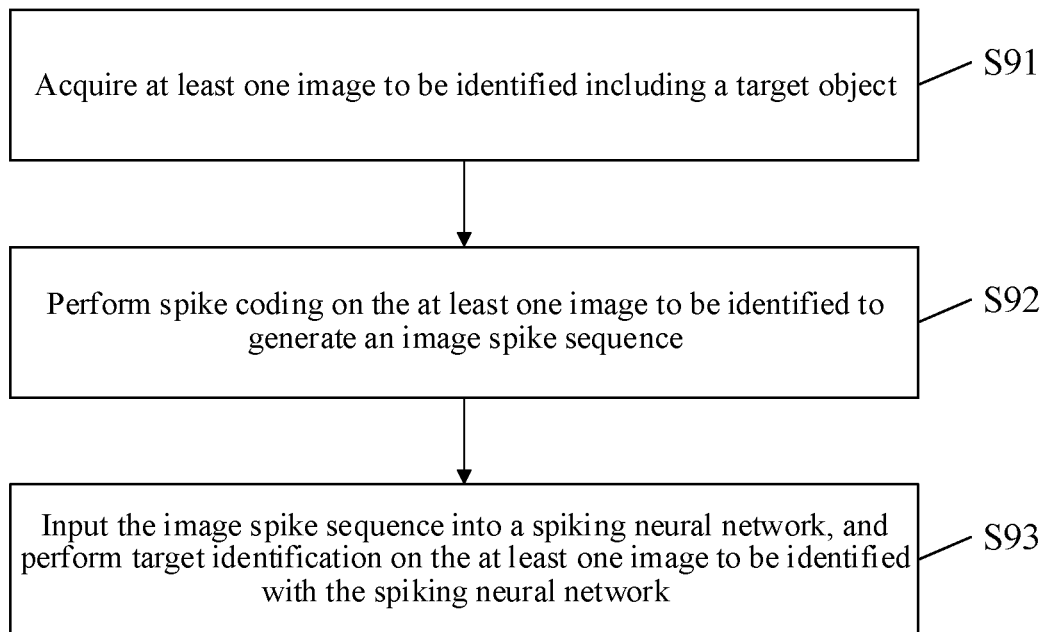 Acquire at least one image to be identified including a target object
S91
Perform spike coding on the at least one image to be identified to
generate an image spike sequence
S92
Input the image spike sequence into a spiking neural network, and
perform target identification on the at least one image to be identified
with the spiking neural network
S93